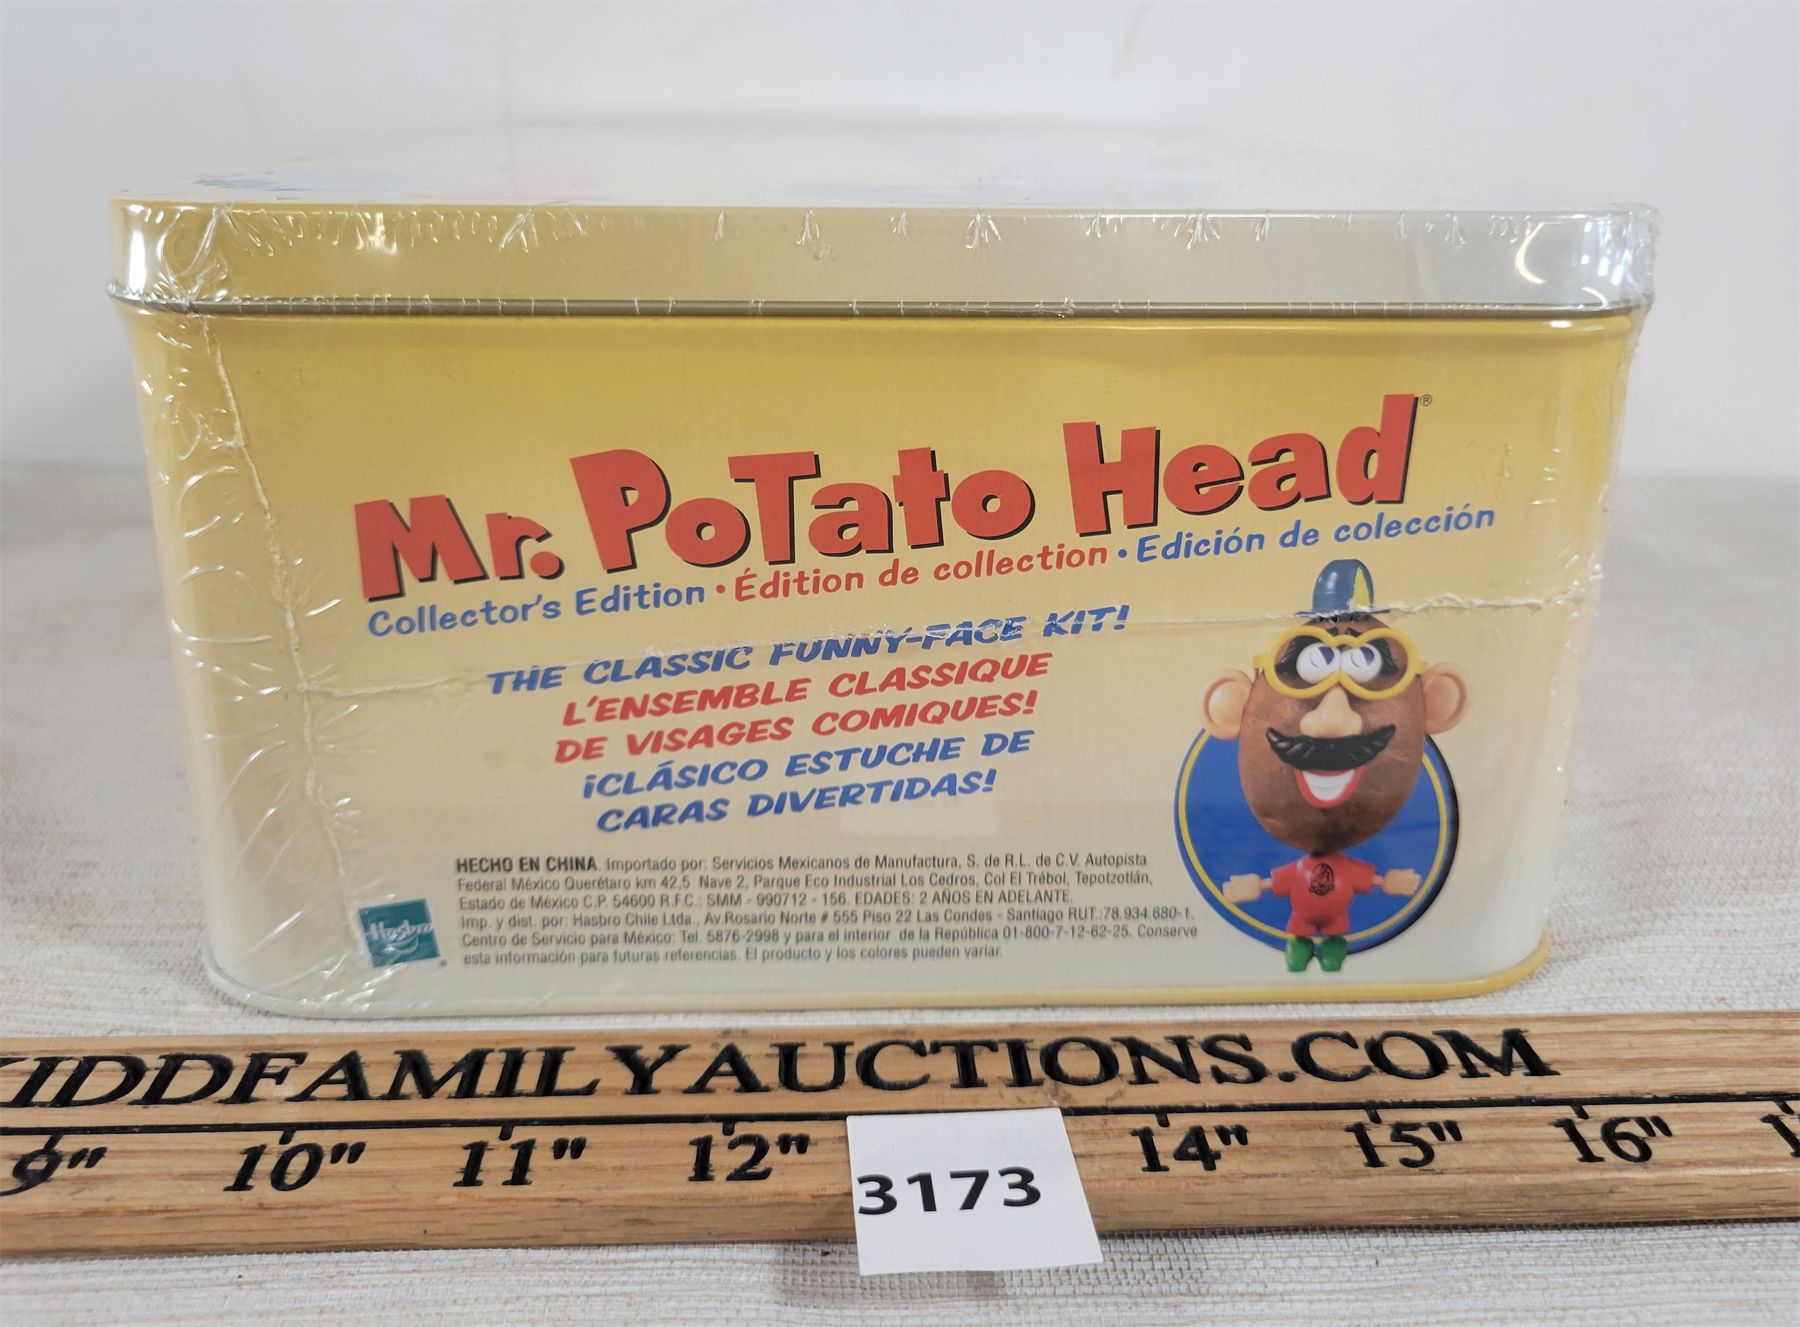 Mr. PoTato Head®
Collector's Edition • Édition de collection • Edición de colección
THE CLASSIC FUNNY-FACE KIT!
L'ENSEMBLE CLASSIQUE
DE VISAGES COMIQUES!
¡CLÁSICO ESTUCHE DE
CARAS DIVERTIDAS!
HECHO EN CHINA. Importado por: Servicios Mexicanos de Manufactura, S. de R.L. de C.V. Autopista
Federal México Querétaro km 42,5 Nave 2, Parque Eco Industrial Los Cedros, Col El Trébol, Tepotzotlán,
Estado de México C.P. 54600 R.F.C.: SMM - 990712 - 156. EDADES: 2 AÑOS EN ADELANTE.
Imp. y dist. por: Hasbro Chile Ltda., Av.Rosario Norte # 555 Piso 22 Las Condes - Santiago RUT.:78.934.680-1.
Centro de Servicio para México: Tel. 5876-2998 y para el interior de la República 01-800-7-12-62-25. Conserve
esta información para futuras referencias. El producto y los colores pueden variar.
Hasbro
KIDDFAMILYAUCTIONS.COM
9" 10" 11" 12" 14" 15" 16"
3173